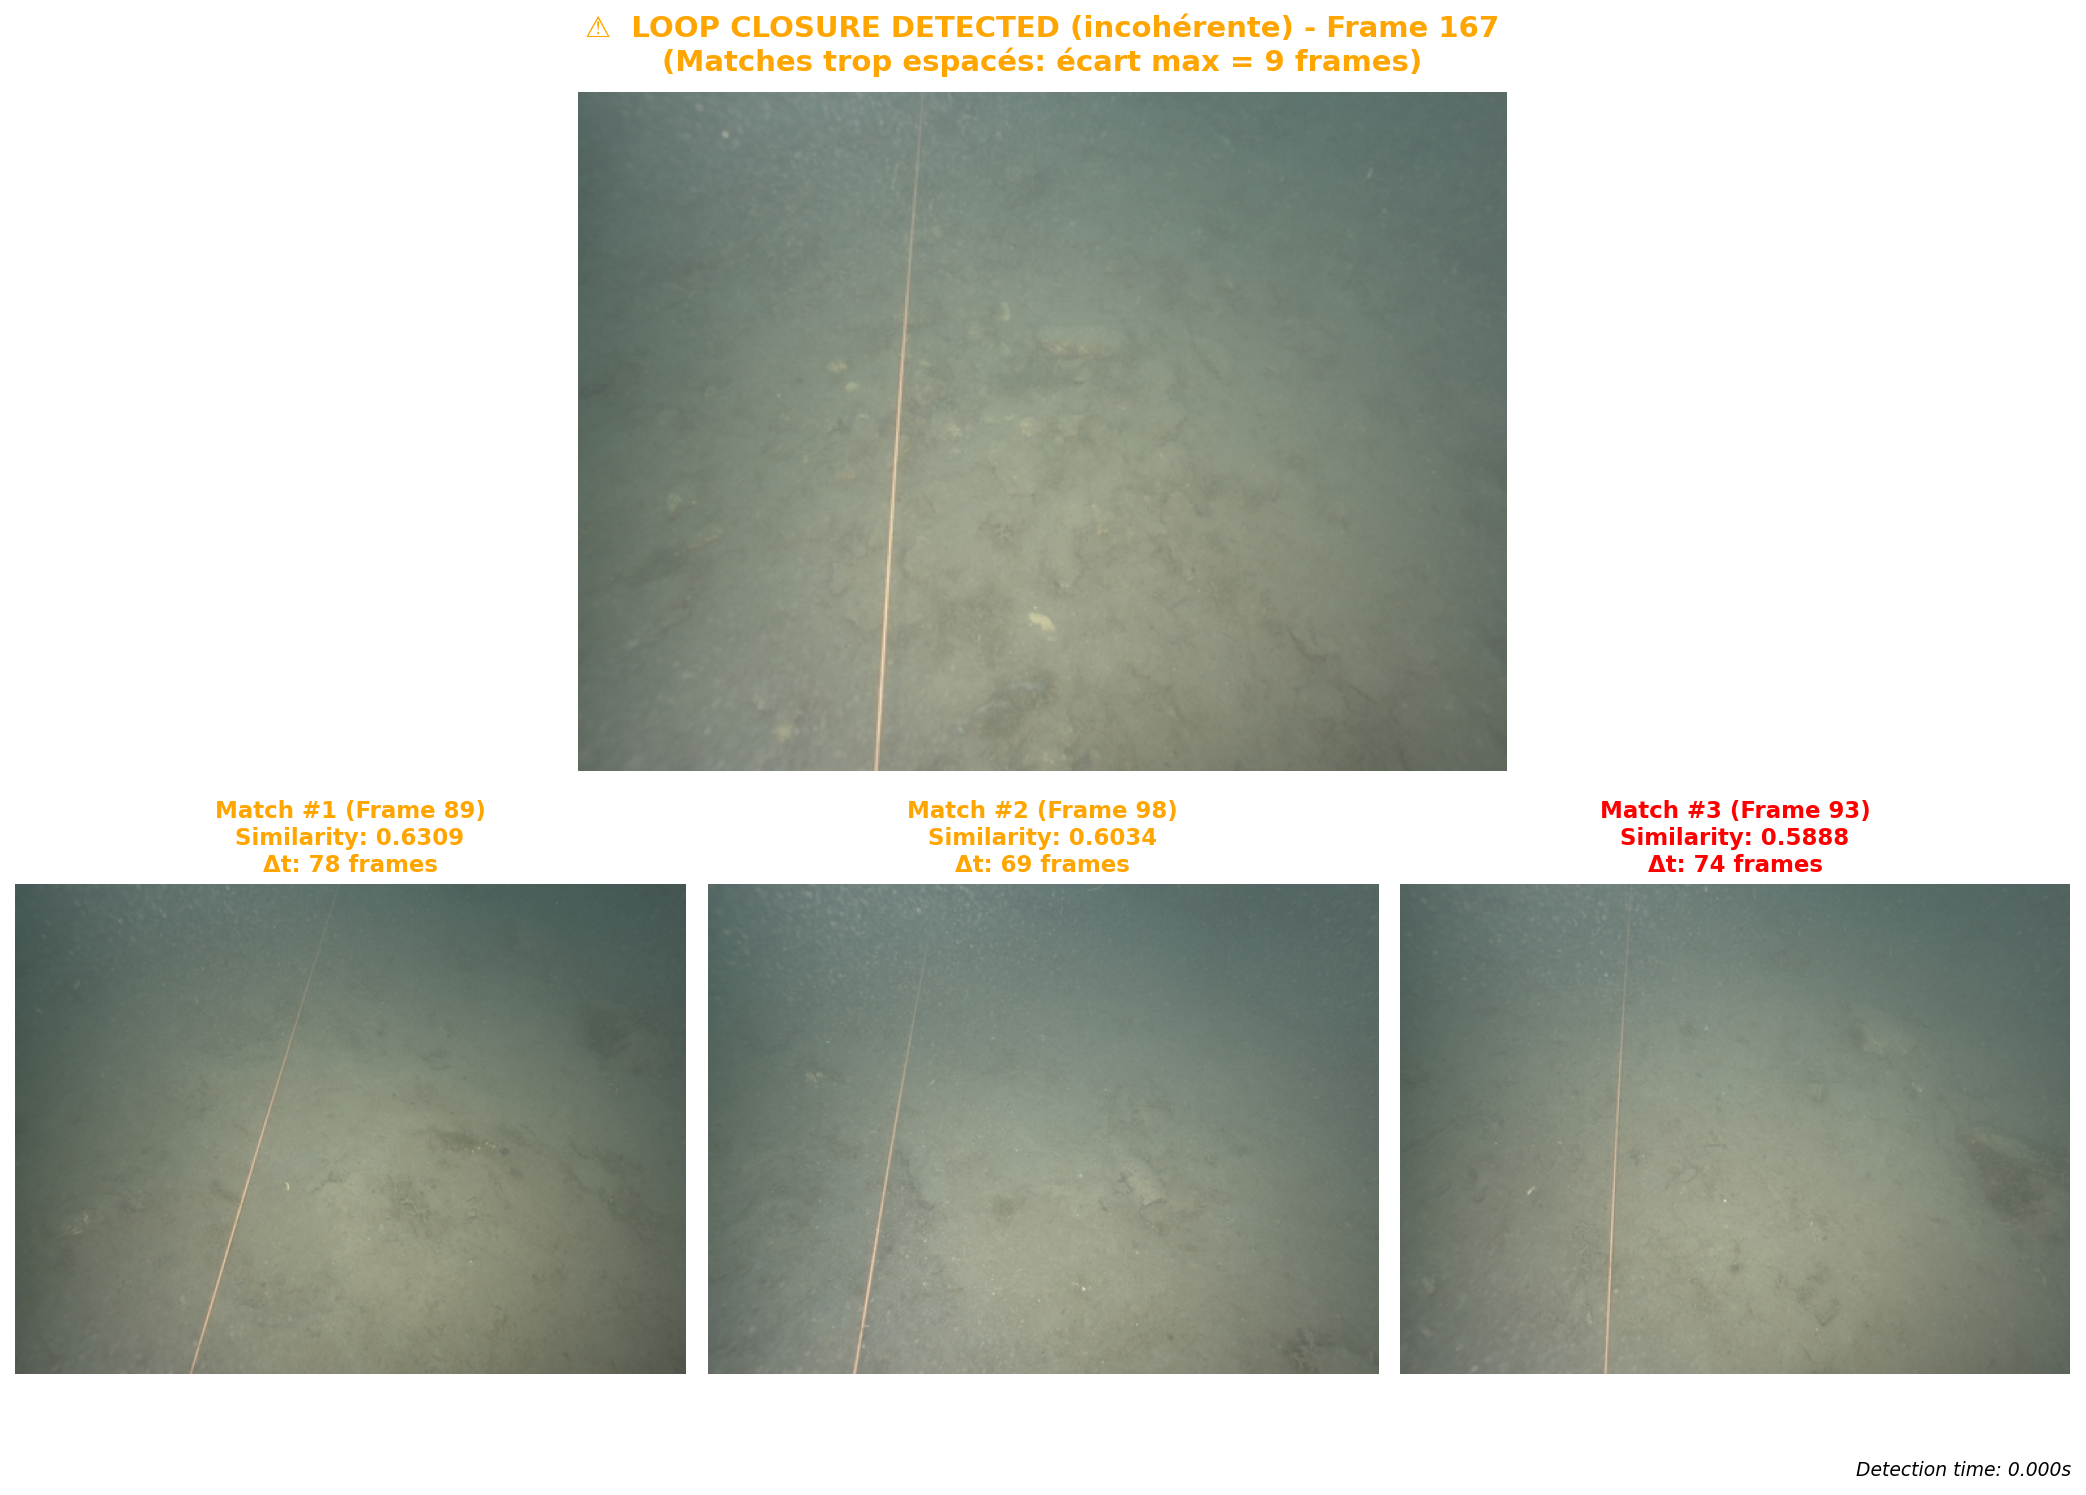 ⚠ LOOP CLOSURE DETECTED (incohérente) - Frame 167
(Matches trop espacés: écart max = 9 frames)
Match #1 (Frame 89)
Similarity: 0.6309
Δt: 78 frames
Match #2 (Frame 98)
Similarity: 0.6034
Δt: 69 frames
Match #3 (Frame 93)
Similarity: 0.5888
Δt: 74 frames
Detection time: 0.000s